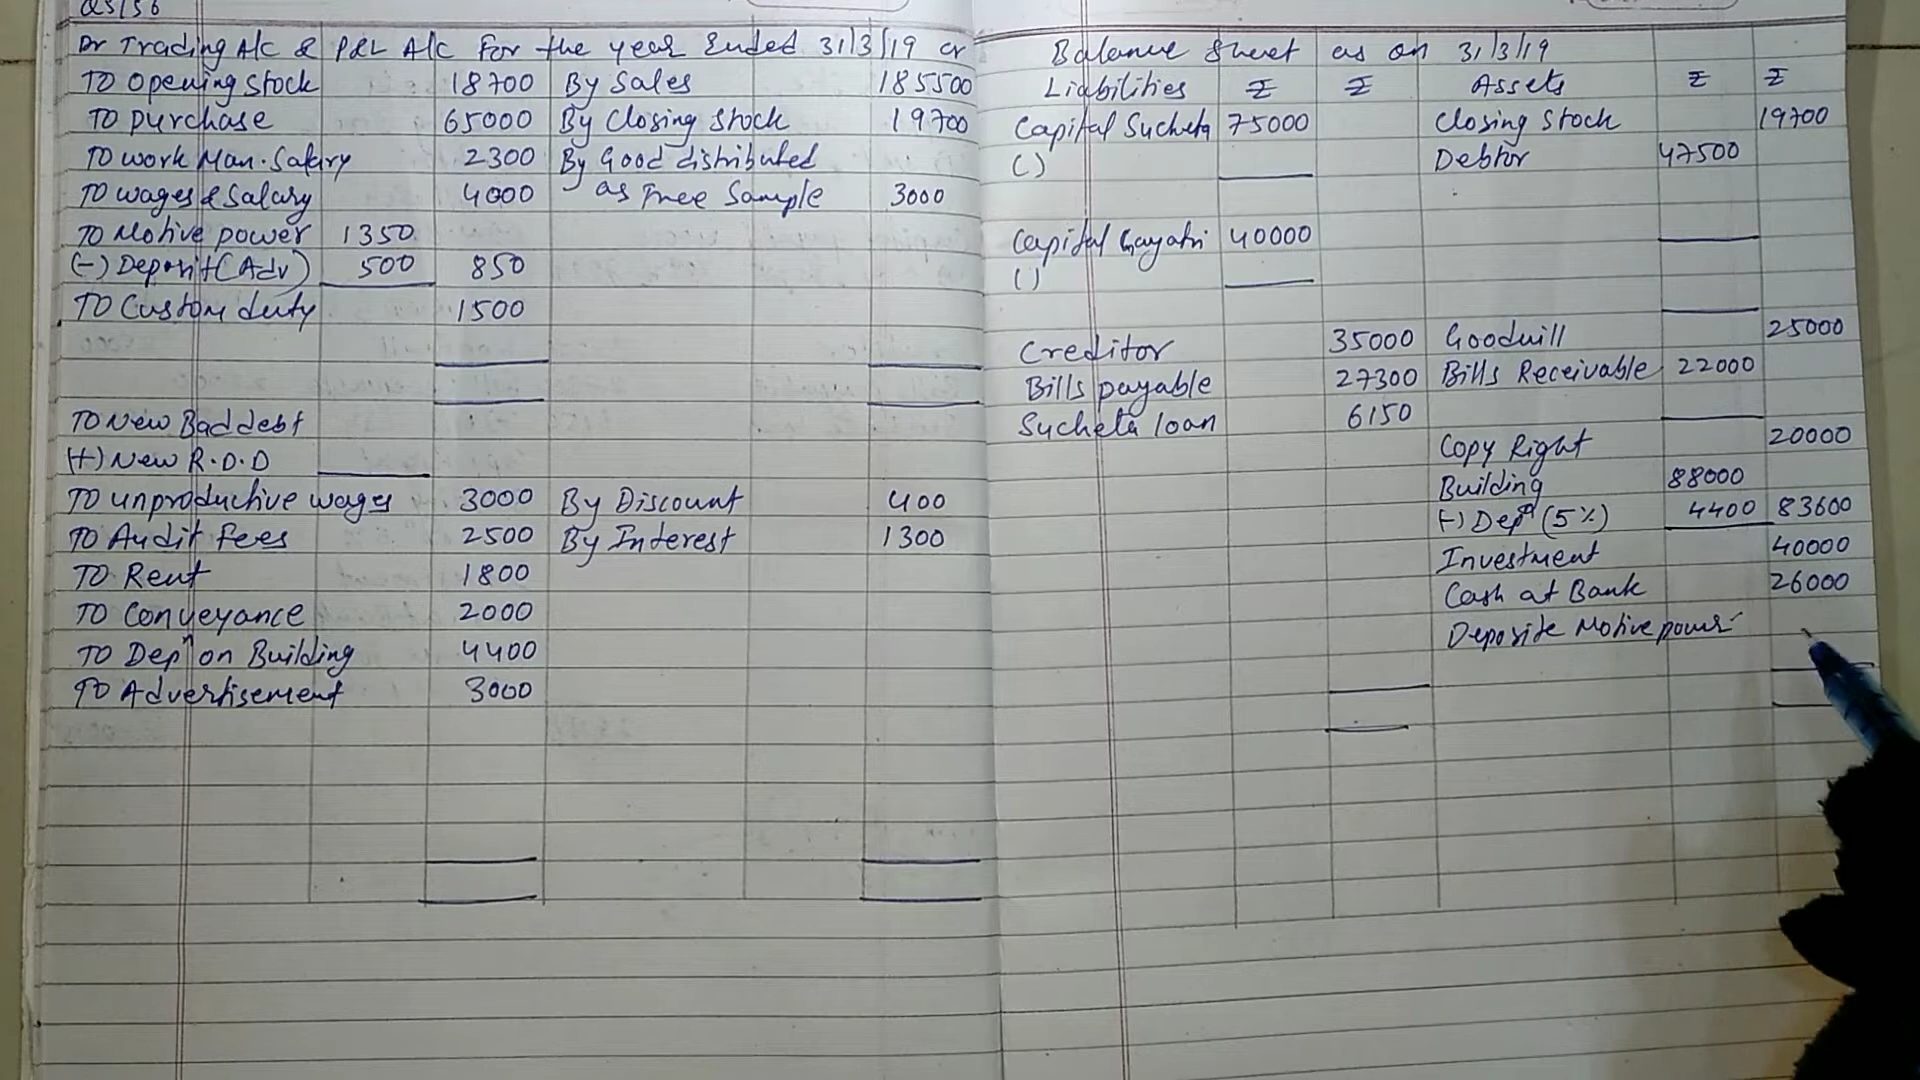 Q5/56
Dr Trading A/c & P&L A/c For the year Ended 31/3/19 cr
TO Opening Stock 18700 By Sales 185500
TO purchase 65000 By Closing Stock 19700
TO work Man. Salary 2300 By Good distributed
TO wages & Salary 4000 as Free Sample 3000
TO Motive power 1350
(-) Deposit (Adv) 500 850
TO Custom duty 1500
TO New Bad debt
(+) New R.D.D
TO unproductive wages 3000 By Discount 400
TO Audit Fees 2500 By Interest 1300
TO Rent 1800
TO Conveyance 2000
TO Depⁿ on Building 4400
TO Advertisement 3000
Balance Sheet as on 31/3/19
Liabilities ₹ ₹ Assets ₹ ₹
Capital Sucheta 75000 Closing Stock 19700
( ) Debtor 47500
Capital Gayatri 40000
( )
Creditor 35000 Goodwill 25000
Bills payable 27300 Bills Receivable 22000
Sucheta loan 6150
Copy Right 20000
Building 88000
(-) Depⁿ (5%) 4400 83600
Investment 40000
Cash at Bank 26000
Deposite Motive power